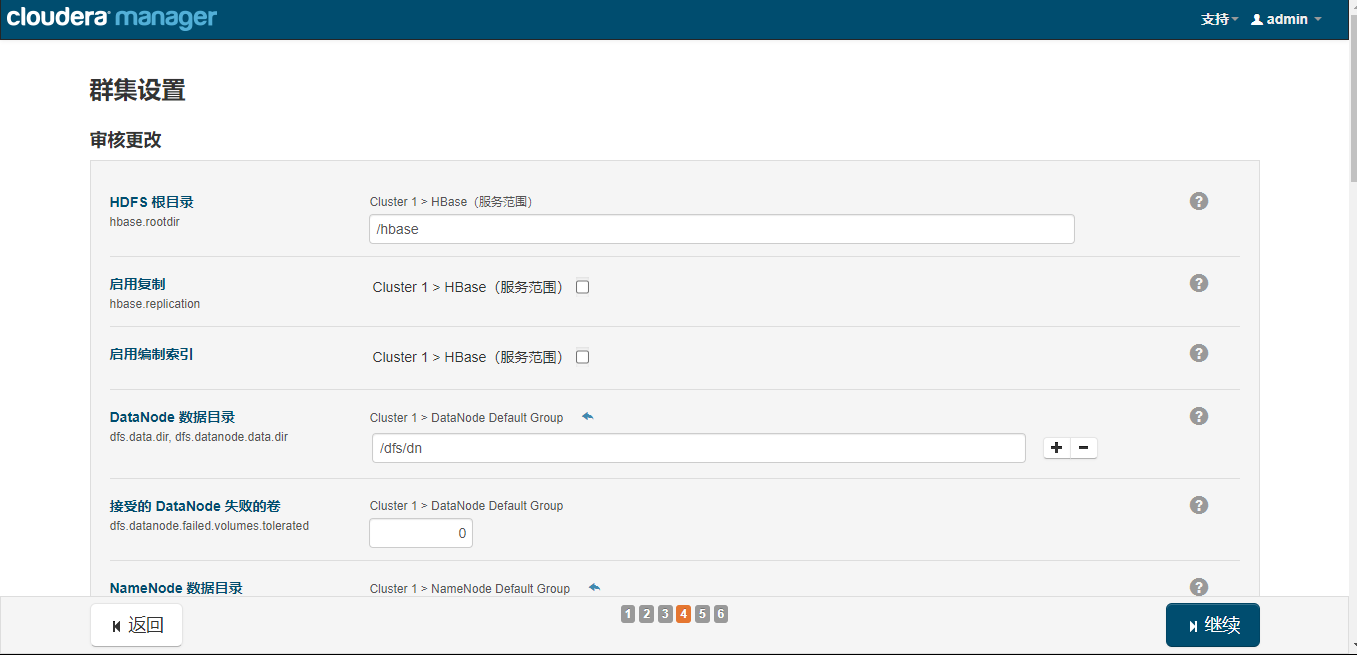 cloudera manager
支持 admin
群集设置
审核更改
HDFS 根目录
Cluster 1 > HBase（服务范围）
hbase.rootdir
/hbase
启用复制
Cluster 1 > HBase（服务范围）
hbase.replication
启用编制索引
Cluster 1 > HBase（服务范围）
DataNode 数据目录
Cluster 1 > DataNode Default Group
dfs.data.dir, dfs.datanode.data.dir
/dfs/dn
接受的 DataNode 失败的卷
Cluster 1 > DataNode Default Group
dfs.datanode.failed.volumes.tolerated
0
NameNode 数据目录
Cluster 1 > NameNode Default Group
返回
1 2 3 4 5 6
继续